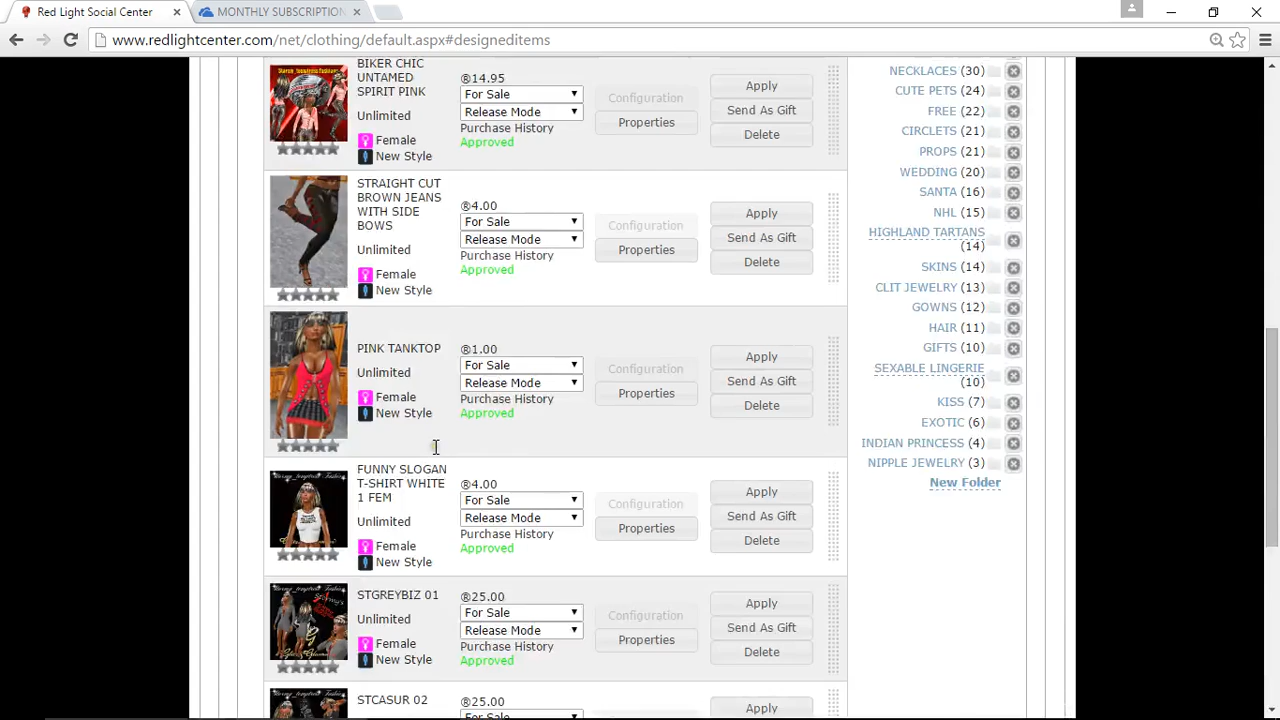 Red Light Social Center
MONTHLY SUBSCRIPTION
www.redlightcenter.com/net/clothing/default.aspx#designeditems
BIKER CHIC
UNTAMED
SPIRIT PINK
Unlimited
Female
New Style
For Sale
Release Mode
Purchase History
Approved
Configuration
Properties
Apply
Send As Gift
Delete
STRAIGHT CUT
BROWN JEANS
WITH SIDE
BOWS
Unlimited
Female
New Style
®4.00
For Sale
Release Mode
Purchase History
Approved
Configuration
Properties
Apply
Send As Gift
Delete
PINK TANKTOP
Unlimited
Female
New Style
®1.00
For Sale
Release Mode
Purchase History
Approved
Configuration
Properties
Apply
Send As Gift
Delete
FUNNY SLOGAN
T-SHIRT WHITE
1 FEM
Unlimited
Female
New Style
For Sale
Release Mode
Purchase History
Approved
Configuration
Properties
Apply
Send As Gift
Delete
STGREYBIZ 01
Unlimited
Female
New Style
For Sale
Release Mode
Purchase History
Approved
Configuration
Properties
Apply
Send As Gift
Delete
STCASUB 02
®25.00
For Sale
Apply
NECKLACES (30)
CUTE PETS (24)
FREE (22)
CIRCLETS (21)
PROPS (21)
WEDDING (20)
SANTA (16)
NHL (15)
HIGHLAND TARTANS
(14)
SKINS (14)
CLIT JEWELRY (13)
GOWNS (12)
HAIR (11)
GIFTS (10)
SEXABLE LINGERIE
(10)
KISS (7)
EXOTIC (6)
INDIAN PRINCESS (4)
NIPPLE JEWELRY (3)
New Folder